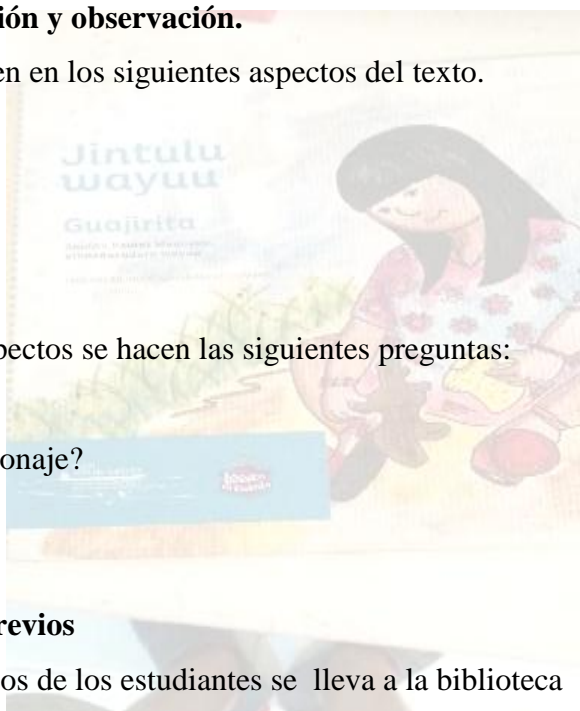 ión y observación.
en en los siguientes aspectos del texto.
Jintulu
wayuu
Guajirita
pectos se hacen las siguientes preguntas:
onaje?
revios
os de los estudiantes se lleva a la biblioteca